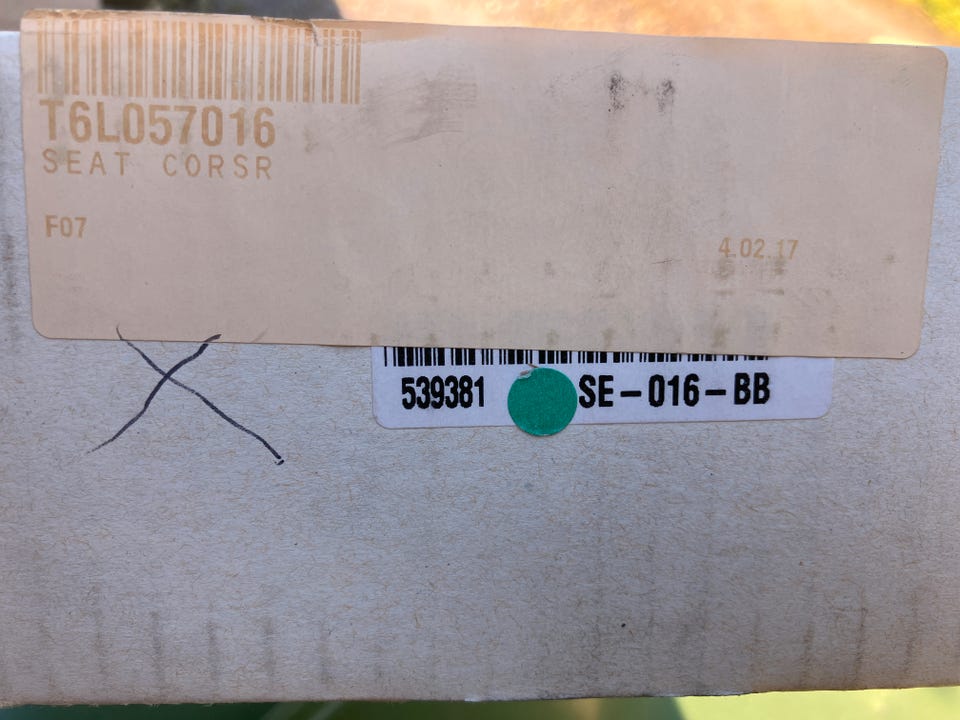 T6L057016
SEAT CORSR
F07
4.02.17
539381 SE-016-BB